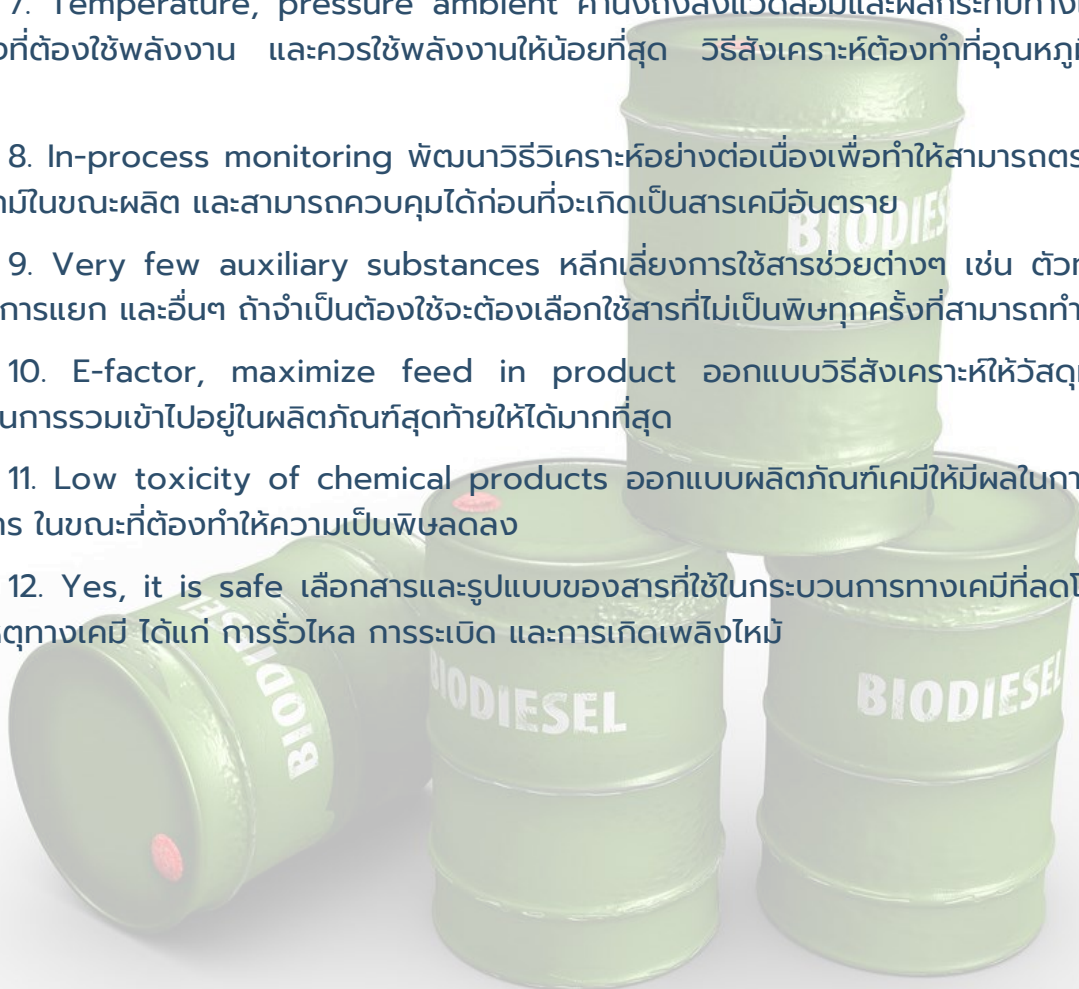 7. Temperature, pressure ambient คำนึงถึงสิ่งแวดล้อมและผลกระทบทาง
ที่ต้องใช้พลังงาน และควรใช้พลังงานให้น้อยที่สุด วิธีสังเคราะห์ต้องทำที่
8. In-process monitoring พัฒนาวิธีวิเคราะห์อย่างต่อเนื่องเพื่อทำให้สามารถ
ในขณะผลิต และสามารถควบคุมได้ก่อนที่จะเกิดเป็นสารเคมีอันตราย
9. Very few auxiliary substances หลีกเลี่ยงการใช้สารช่วยต่างๆ เช่น
การแยก และอื่นๆ ถ้าจำเป็นต้องใช้จะต้องเลือกใช้สารที่ไม่เป็นพิษทุกครั้งที่สามารถทำ
10. E-factor, maximize feed in product ออกแบบวิธีสังเคราะห์ให้
การรวมเข้าไปอยู่ในผลิตภัณฑ์สุดท้ายให้ได้มากที่สุด
11. Low toxicity of chemical products ออกแบบผลิตภัณฑ์เคมีให้มีผลใน
ในขณะที่ต้องทำให้ความเป็นพิษลดลง
12. Yes, it is safe เลือกสารและรูปแบบของสารที่ใช้ในกระบวนการทางเคมีที่ลด
ทางเคมี ได้แก่ การรั่วไหล การระเบิด และการเกิดเพลิงไหม้
BIODIESEL
BIODIESEL
BIODIESEL
BIODIESEL